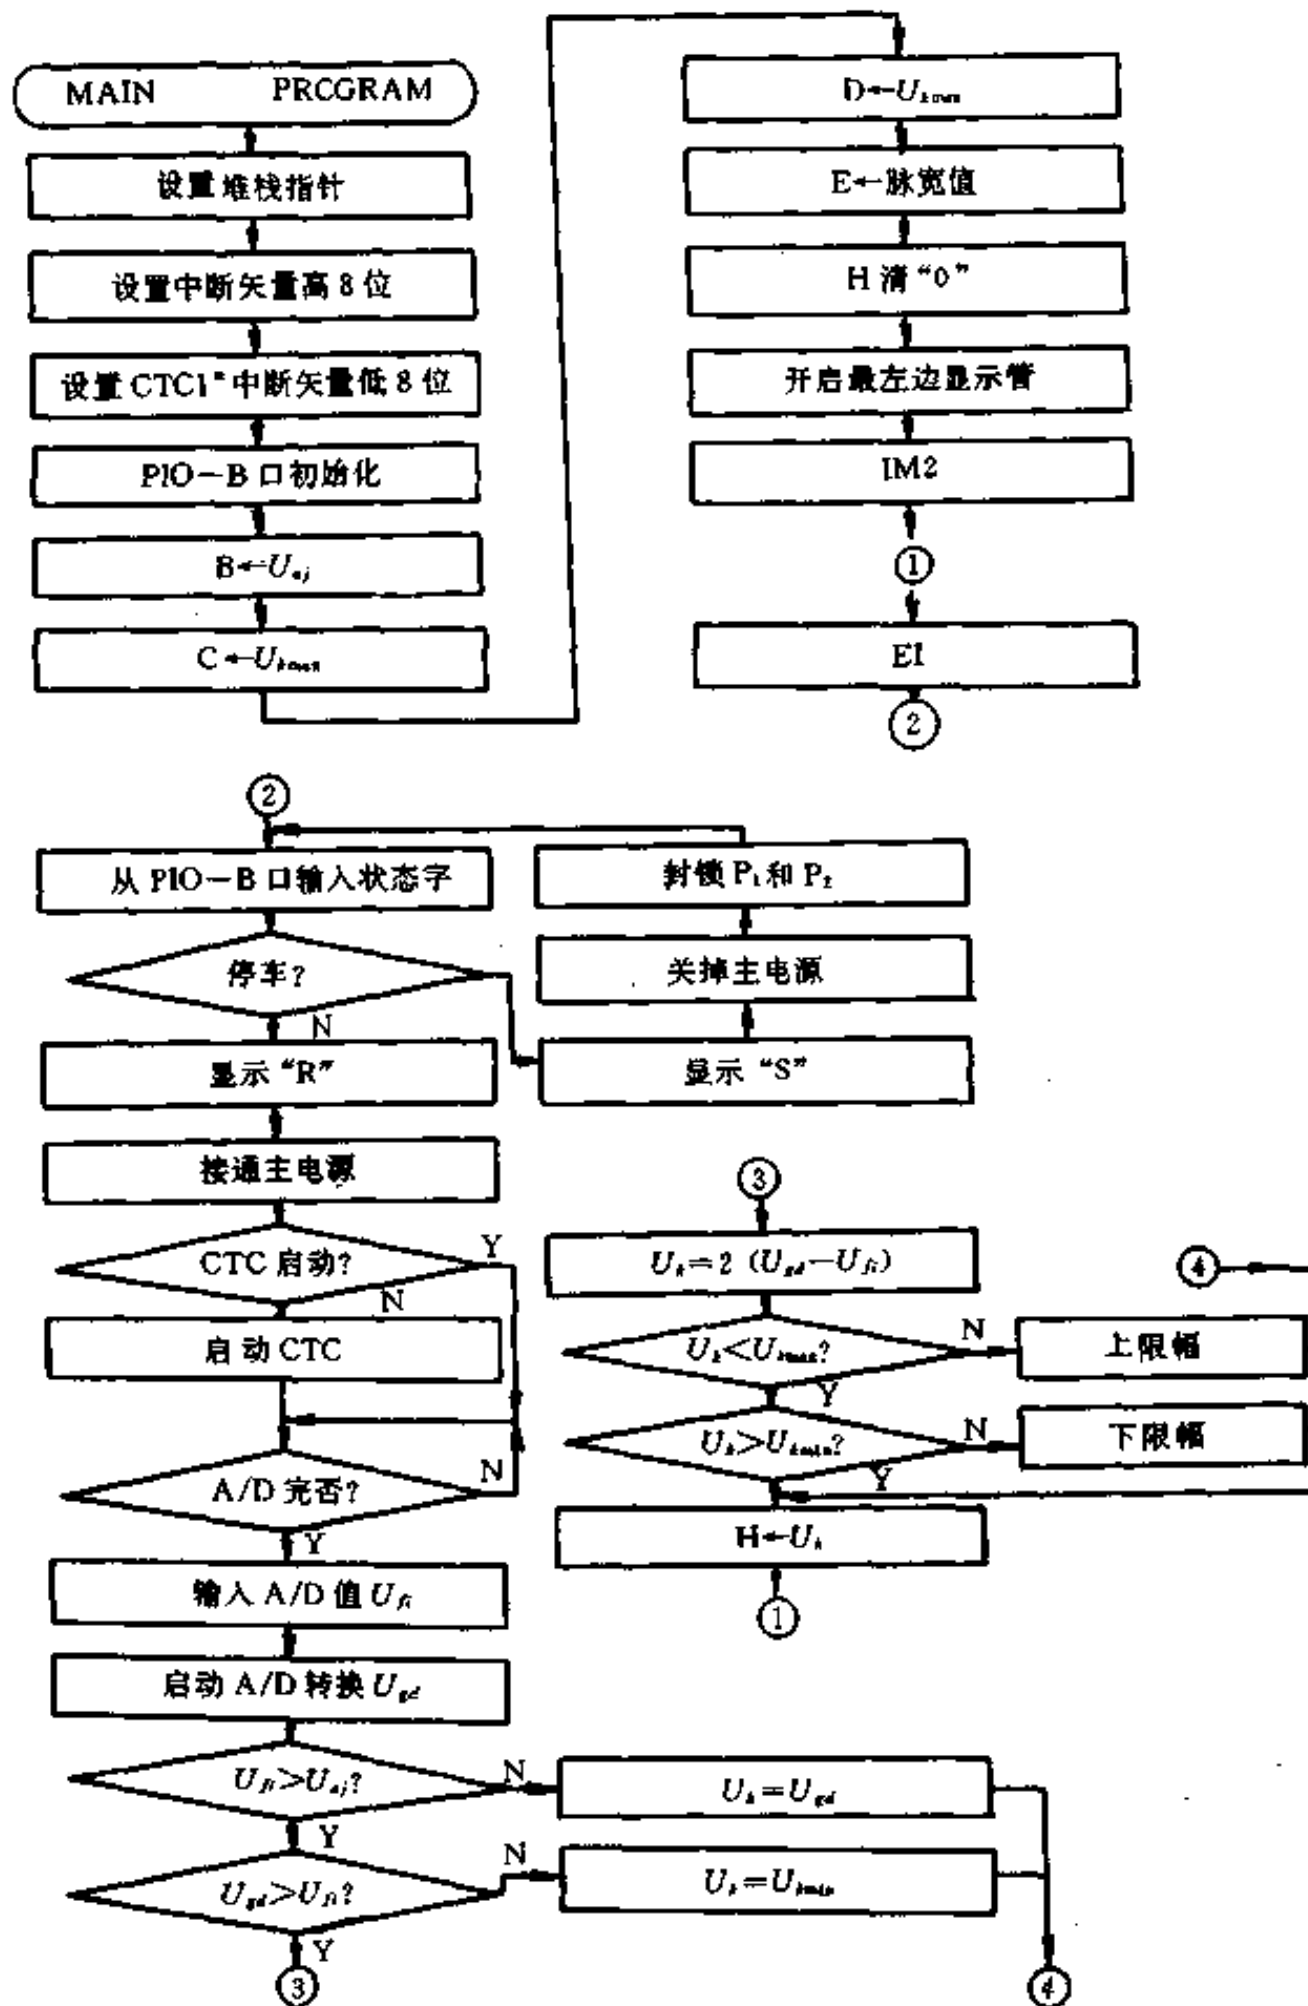 MAIN PRCGRAM
设置堆栈指针
设置中断矢量高8位
设置CTC1#中断矢量低8位
PIO-B口初始化
B←U
C←U
D←U
E←脉宽值
H清“0”
开启最左边显示管
IM2
①
EI
②
②
从PIO-B口输入状态字
停车?
N
显示“R”
接通主电源
CTC启动?
Y
N
启动CTC
A/D完否?
N
Y
输入A/D值Ufi
启动A/D转换Ugd
Ufi>U?
N
Uk=Ugd
Y
Ugd>Ufi?
N
Uk=Ukmin
Y
③
④
封锁P₁和P₂
关掉主电源
显示“S”
③
Uk=2(Ugd-Ufi)
④
Uk<Ukmax?
N
上限幅
Y
Uk>Ukmin?
N
下限幅
Y
H←Uk
①